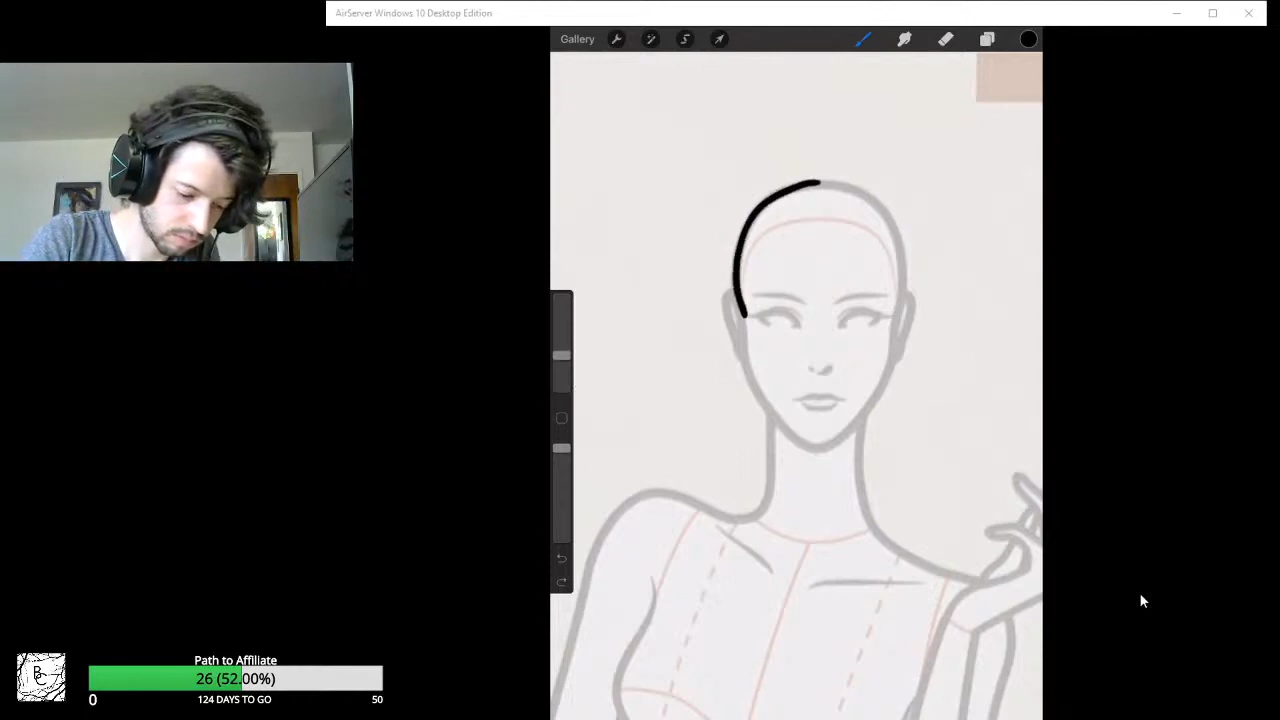 AirServer Windows 10 Desktop Edition
Gallery
Path to Affiliate
26 (52.00%)
0
124 DAYS TO GO
50